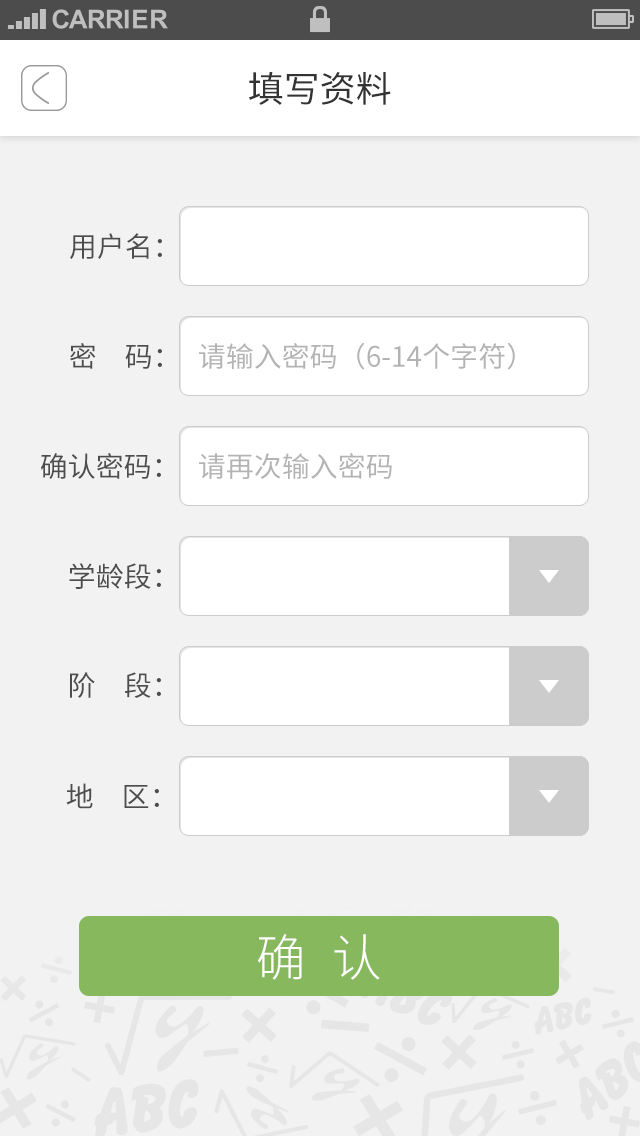 CARRIER
填写资料
用户名：
密 码： 请输入密码（6-14个字符）
确认密码： 请再次输入密码
学龄段：
阶 段：
地 区：
确 认
√y ABC √y ABC
√y √y ABC
ABC √y √y